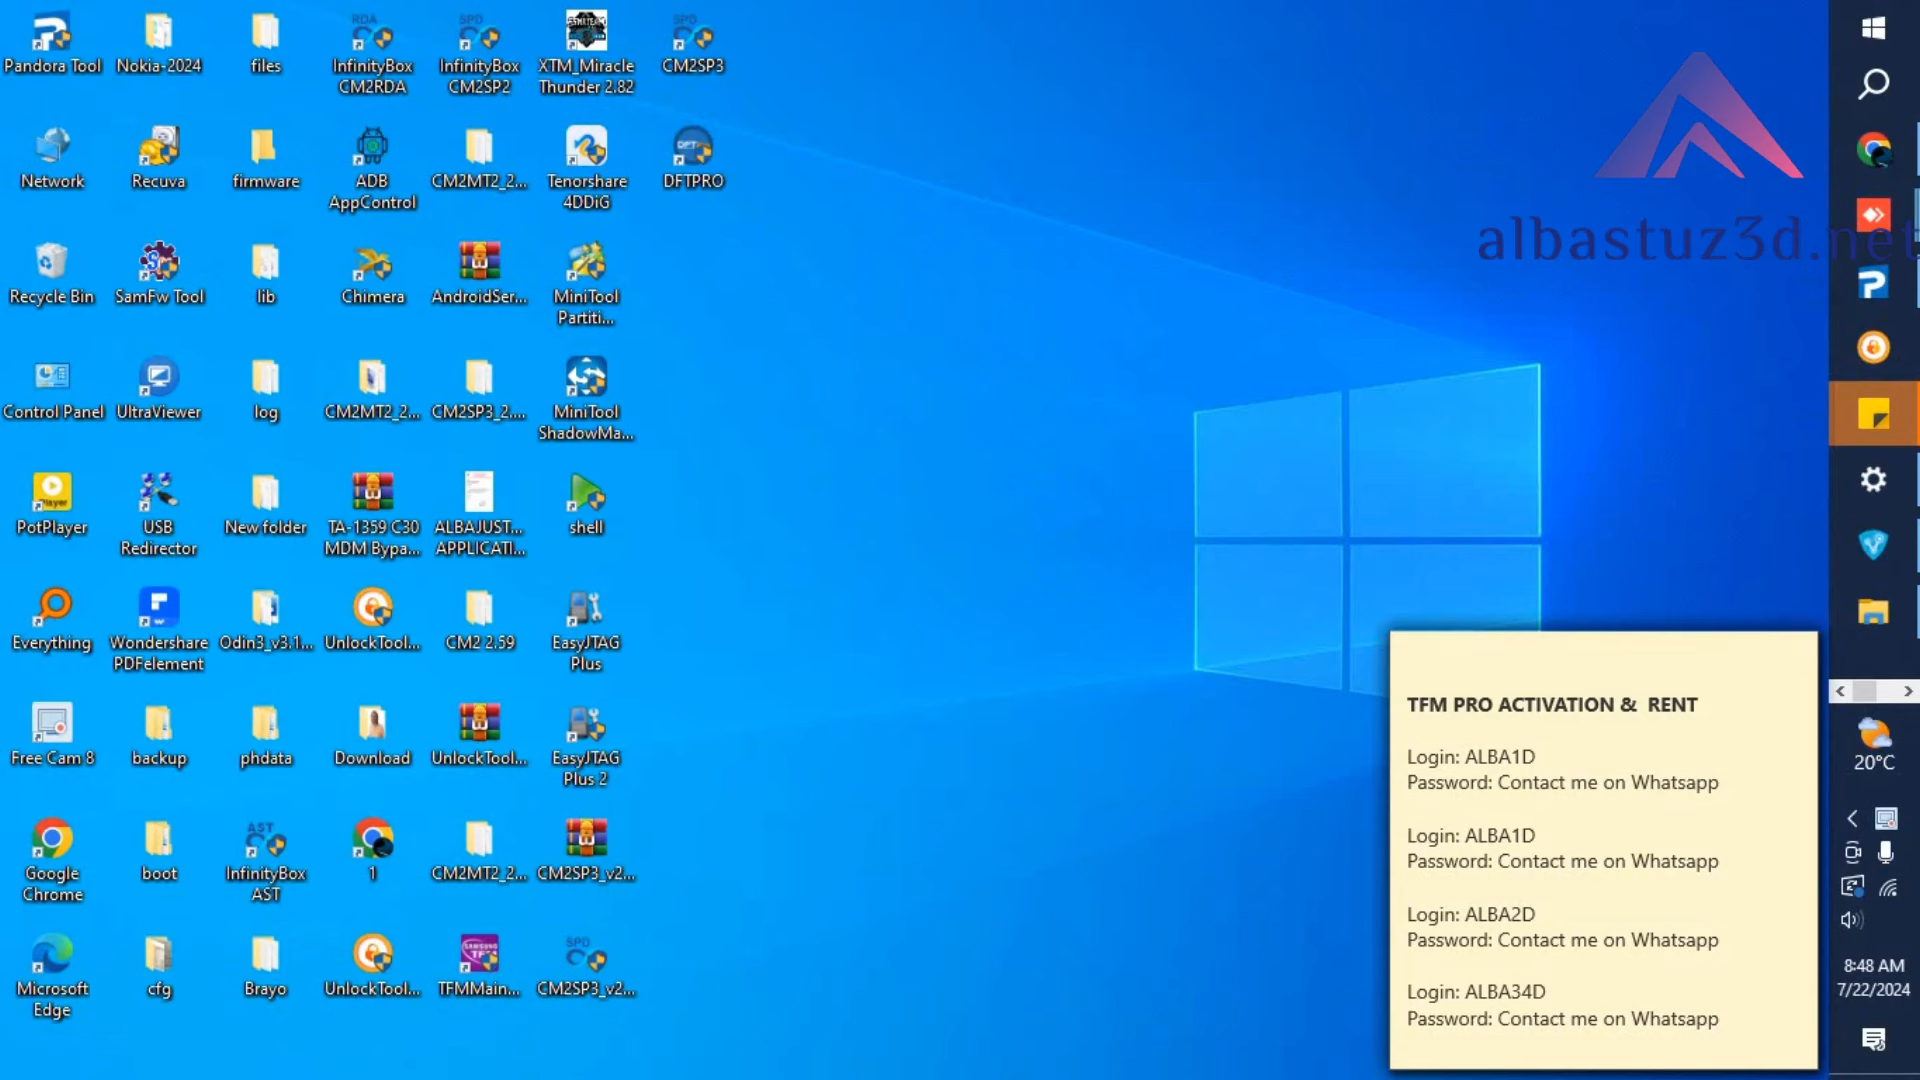 Pandora Tool
Nokia-2024
files
InfinityBox
CM2RDA
InfinityBox
CM2SP2
XTM_Miracle
Thunder 2.82
CM2SP3
Network
Recuva
firmware
ADB
AppControl
CM2MT2_2...
Tenorshare
4DDiG
DFTPRO
Recycle Bin
SamFw Tool
lib
Chimera
AndroidSer...
MiniTool
Partiti...
Control Panel
UltraViewer
log
CM2MT2_2...
CM2SP3_2....
MiniTool
ShadowMa...
PotPlayer
USB
Redirector
New folder
TA-1359 C30
MDM Bypa...
ALBAJUST...
APPLICATI...
shell
Everything
Wondershare
PDFelement
Odin3_v3.1...
UnlockTool...
CM2 2.59
EasyJTAG
Plus
Free Cam 8
backup
phdata
Download
UnlockTool...
EasyJTAG
Plus 2
Google
Chrome
boot
InfinityBox
AST
1
CM2MT2_2...
CM2SP3_v2...
Microsoft
Edge
cfg
Brayo
UnlockTool...
TFMMain...
CM2SP3_v2...
albastuz3d.net
TFM PRO ACTIVATION & RENT
Login: ALBA1D
Password: Contact me on Whatsapp
Login: ALBA1D
Password: Contact me on Whatsapp
Login: ALBA2D
Password: Contact me on Whatsapp
Login: ALBA34D
Password: Contact me on Whatsapp
20°C
8:48 AM
7/22/2024